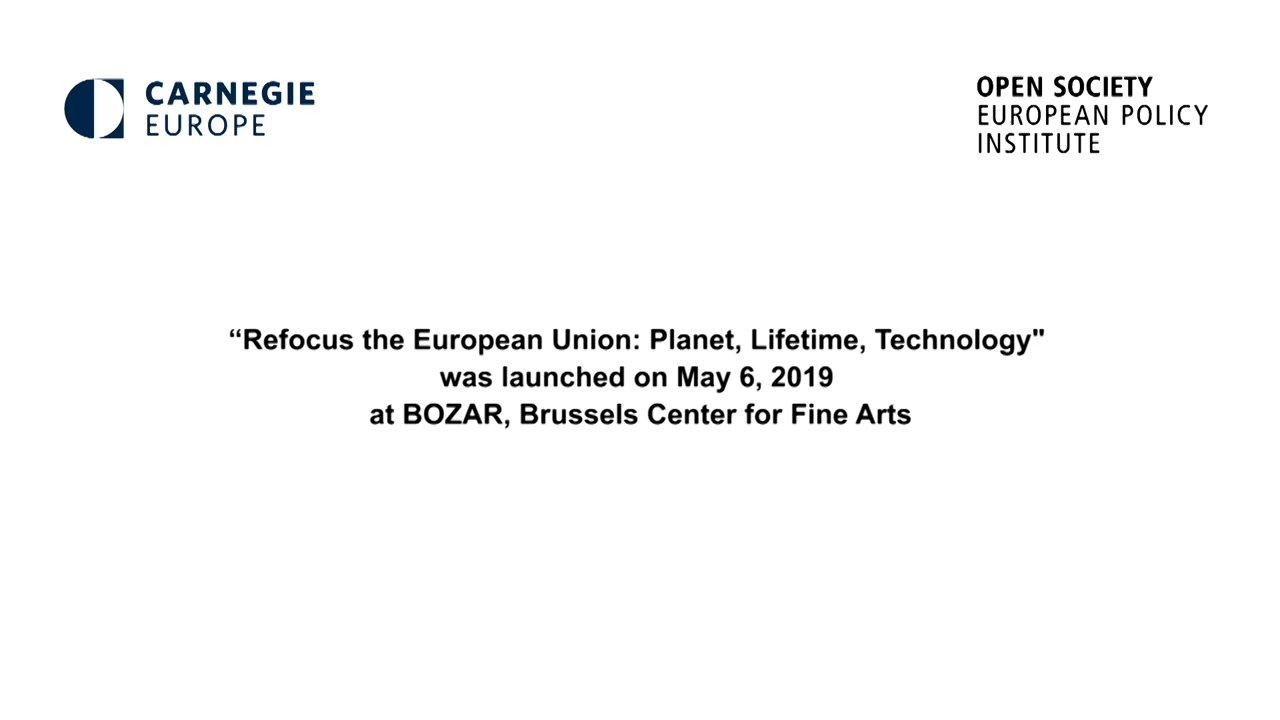 CARNEGIE
EUROPE
OPEN SOCIETY
EUROPEAN POLICY
INSTITUTE
“Refocus the European Union: Planet, Lifetime, Technology"
was launched on May 6, 2019
at BOZAR, Brussels Center for Fine Arts